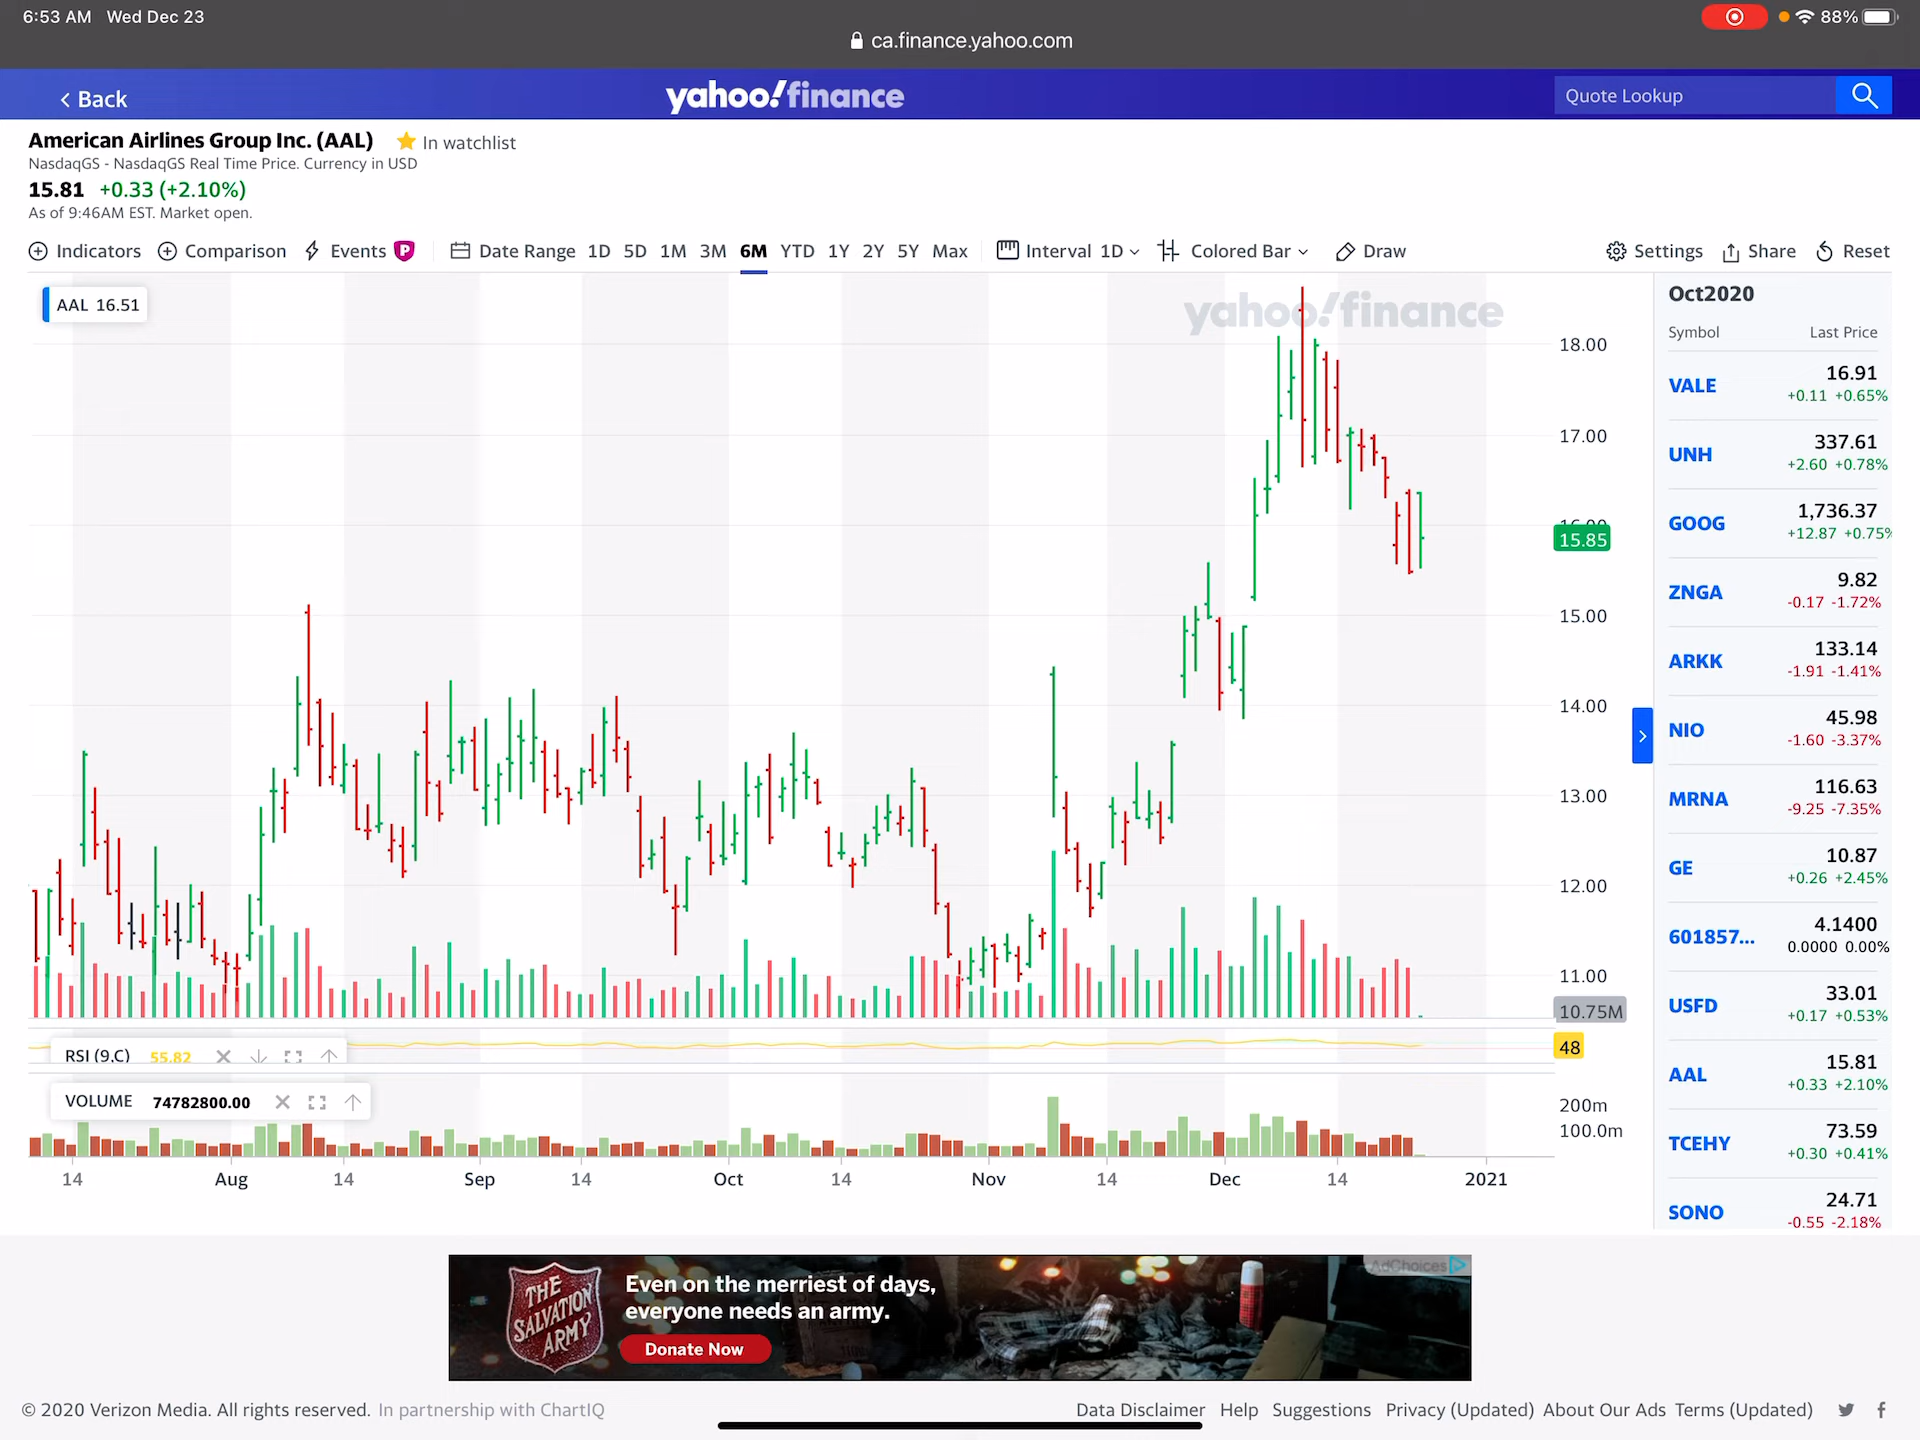 6:53 AM Wed Dec 23
88%
ca.finance.yahoo.com
Back
yahoo!finance
Quote Lookup
American Airlines Group Inc. (AAL) In watchlist
NasdaqGS - NasdaqGS Real Time Price. Currency in USD
15.81 +0.33 (+2.10%)
As of 9:46AM EST. Market open.
Indicators Comparison Events P Date Range 1D 5D 1M 3M 6M YTD 1Y 2Y 5Y Max Interval 1D Colored Bar Draw Settings Share Reset
AAL 16.51
yahoo!finance
18.00
17.00
16.00
15.85
15.00
14.00
13.00
12.00
11.00
10.75M
RSI (9,C) 55.82
48
VOLUME 74782800.00
200m
100.0m
14 Aug 14 Sep 14 Oct 14 Nov 14 Dec 14 2021
Oct2020
Symbol Last Price
VALE 16.91
+0.11 +0.65%
UNH 337.61
+2.60 +0.78%
GOOG 1,736.37
+12.87 +0.75%
ZNGA 9.82
-0.17 -1.72%
ARKK 133.14
-1.91 -1.41%
NIO 45.98
-1.60 -3.37%
MRNA 116.63
-9.25 -7.35%
GE 10.87
+0.26 +2.45%
601857... 4.1400
0.0000 0.00%
USFD 33.01
+0.17 +0.53%
AAL 15.81
+0.33 +2.10%
TCEHY 73.59
+0.30 +0.41%
SONO 24.71
-0.55 -2.18%
THE
SALVATION
ARMY
Even on the merriest of days,
everyone needs an army.
Donate Now
AdChoices
© 2020 Verizon Media. All rights reserved. In partnership with ChartIQ
Data Disclaimer Help Suggestions Privacy (Updated) About Our Ads Terms (Updated)